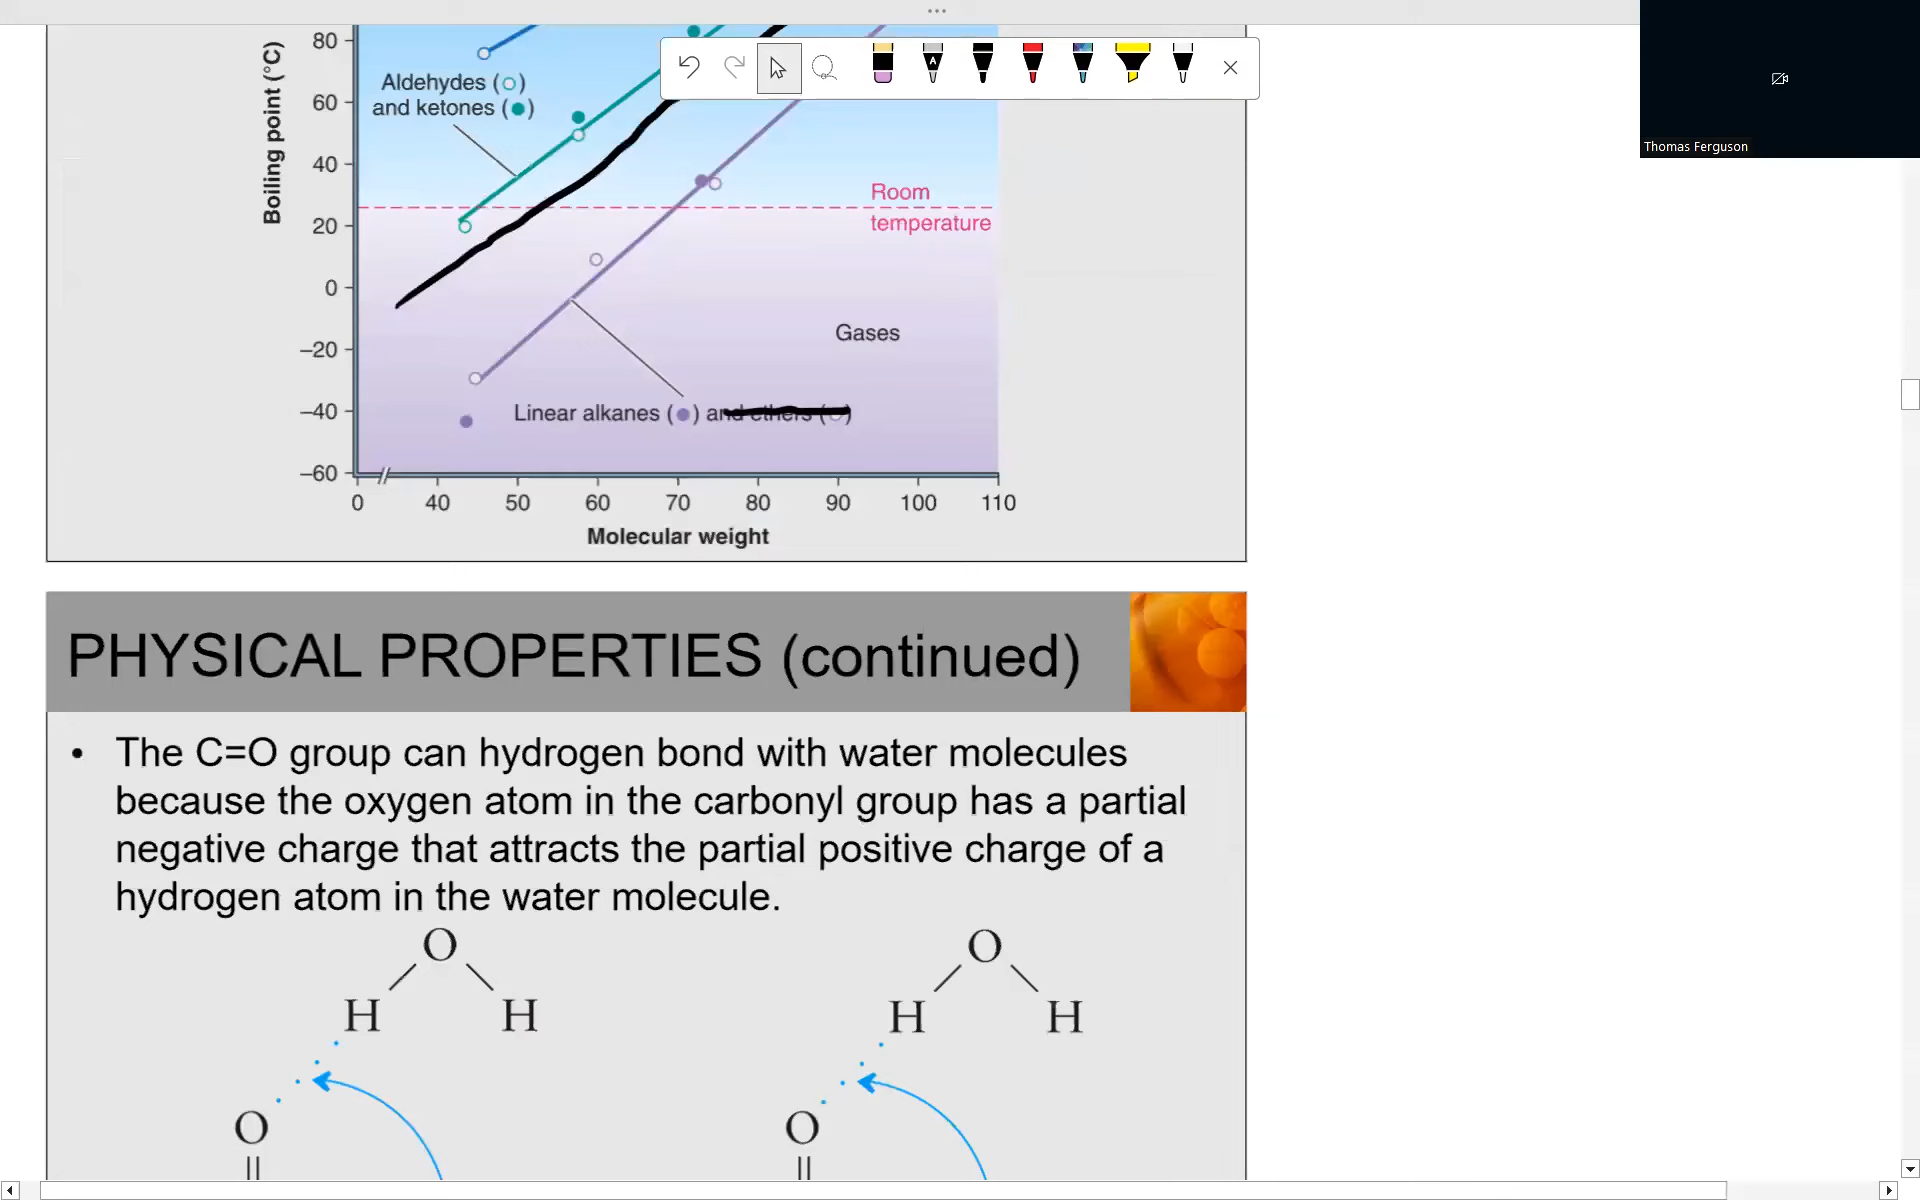 Thomas Ferguson
Boiling point (°C)
80
60
40
20
0
–20
–40
–60
Aldehydes ( )
and ketones ( )
Room
temperature
Gases
Linear alkanes ( ) and ethers ( )
0 40 50 60 70 80 90 100 110
Molecular weight
PHYSICAL PROPERTIES (continued)
• The C=O group can hydrogen bond with water molecules
because the oxygen atom in the carbonyl group has a partial
negative charge that attracts the partial positive charge of a
hydrogen atom in the water molecule.
O O
H H H H
O O